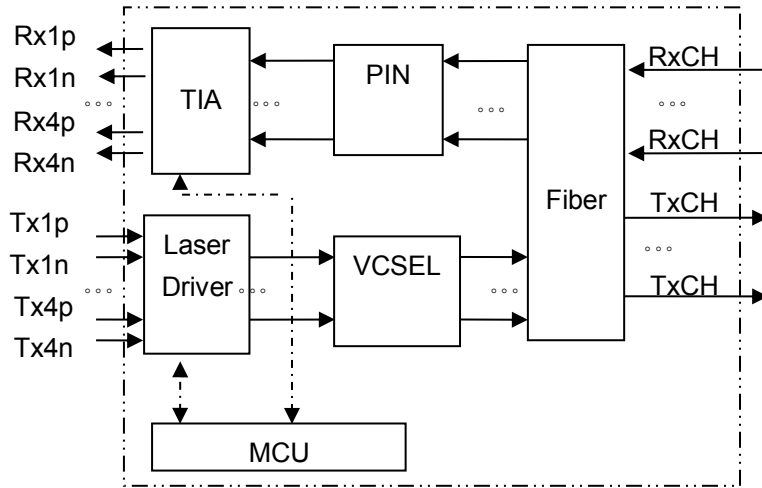 Rx1p
Rx1n
Rx4p
Rx4n
TIA
PIN
Fiber
RxCH
RxCH
TxCH
TxCH
Tx1p
Tx1n
Tx4p
Tx4n
Laser
Driver
VCSEL
MCU